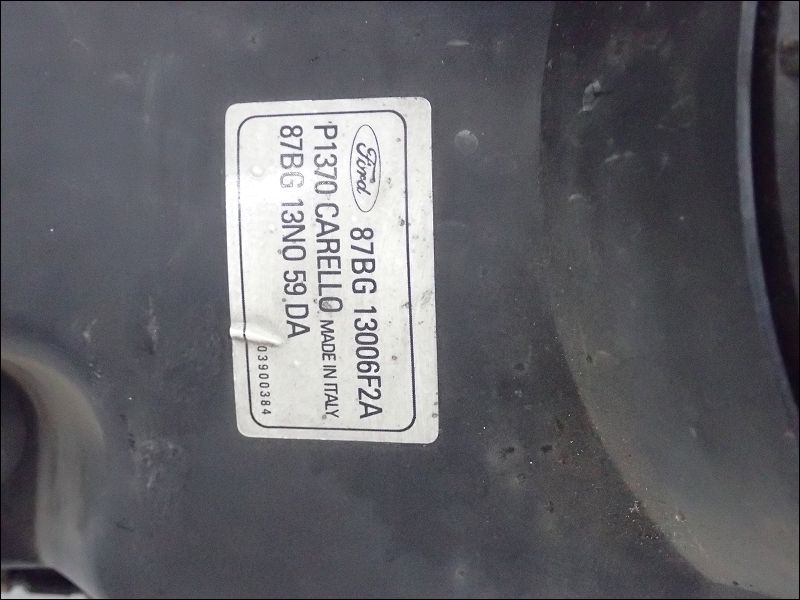 Ford 87BG 13006F2A
P1370 CARELLO MADE IN ITALY
87BG 13N0 59 DA
03900384